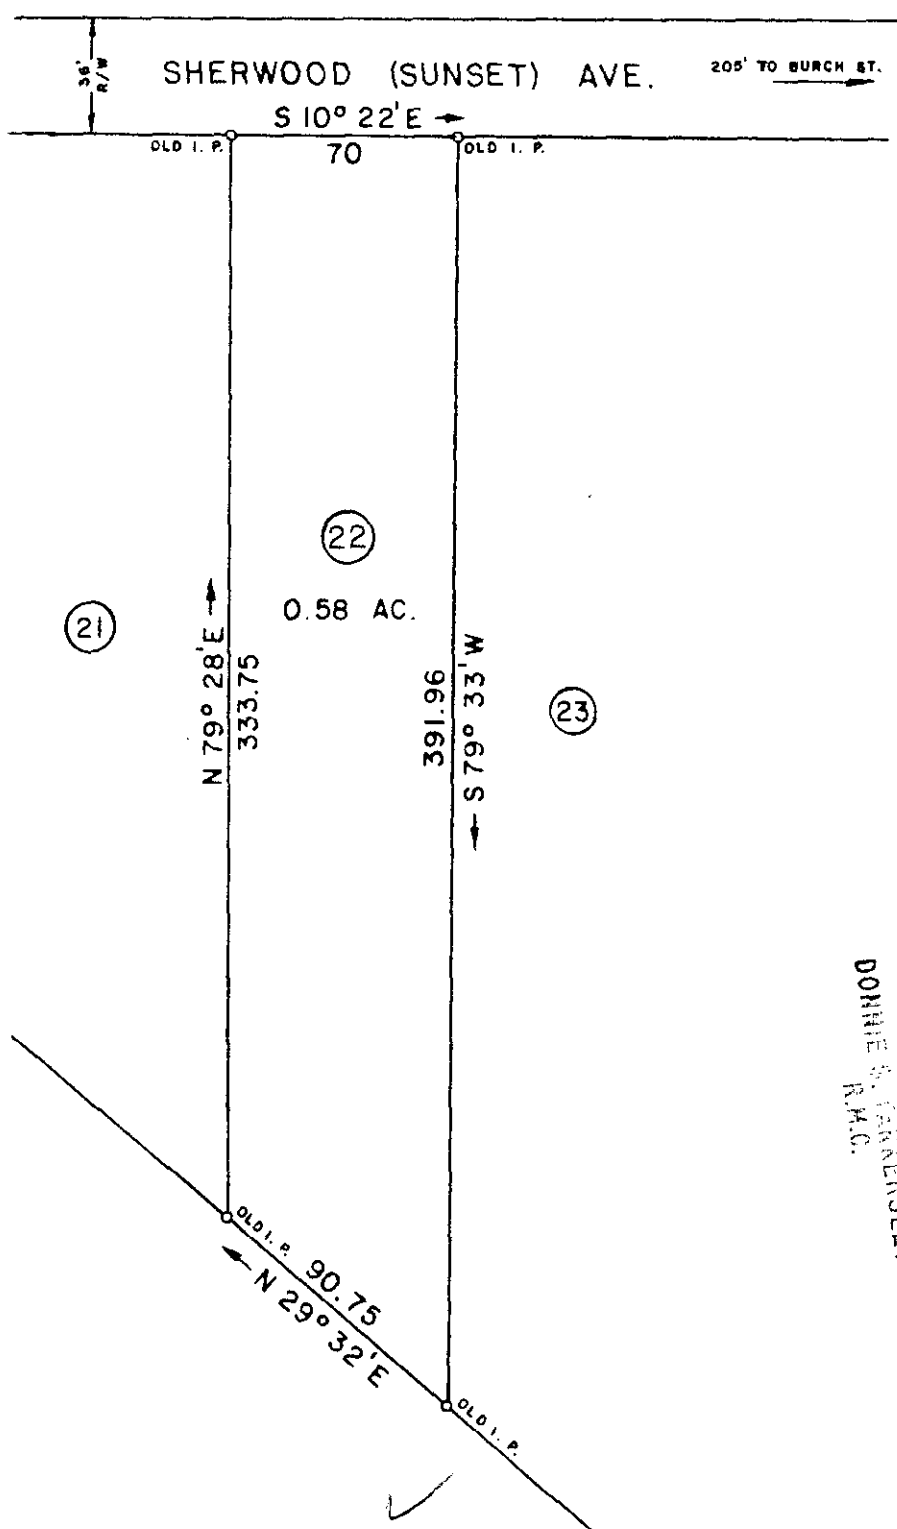 36' R/W
SHERWOOD (SUNSET) AVE.
205' TO BURCH ST.
S 10° 22'E
OLD I. P.
70
OLD I. P.
22
0.58 AC.
21
N 79° 28'E
333.75
391.96
S 79° 33'W
23
DONNIE S. TANKERSLEY
R.M.C.
OLD I. P.
90.75
N 29° 32'E
OLD I. P.